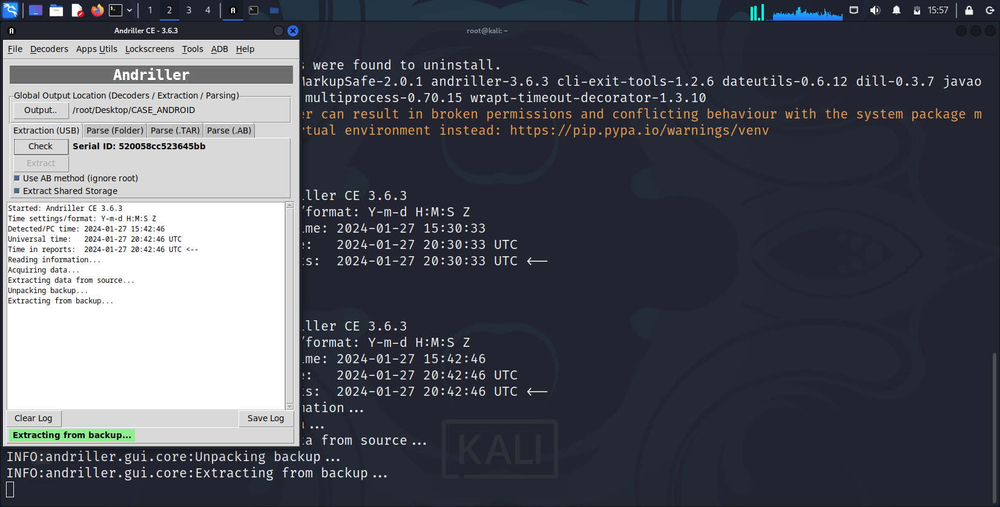 1 2 3 4
15:57
Andriller CE - 3.6.3
root@kali: ~
File Decoders Apps Utils Lockscreens Tools ADB Help
Andriller
Global Output Location (Decoders / Extraction / Parsing)
Output.. /root/Desktop/CASE_ANDROID
Extraction (USB) Parse (Folder) Parse (.TAR) Parse (.AB)
Check Serial ID: 520058cc523645bb
Extract
Use AB method (ignore root)
Extract Shared Storage
Started: Andriller CE 3.6.3
Time settings/format: Y-m-d H:M:S Z
Detected/PC time: 2024-01-27 15:42:46
Universal time: 2024-01-27 20:42:46 UTC
Time in reports: 2024-01-27 20:42:46 UTC <--
Reading information...
Acquiring data...
Extracting data from source...
Unpacking backup...
Extracting from backup...
Clear Log Save Log
Extracting from backup...
s were found to uninstall.
MarkupSafe-2.0.1 andriller-3.6.3 cli-exit-tools-1.2.6 dateutils-0.6.12 dill-0.3.7 javao
multiprocess-0.70.15 wrapt-timeout-decorator-1.3.10
er can result in broken permissions and conflicting behaviour with the system package m
rtual environment instead: https://pip.pypa.io/warnings/venv
iller CE 3.6.3
/format: Y-m-d H:M:S Z
ime: 2024-01-27 15:30:33
e: 2024-01-27 20:30:33 UTC
ts: 2024-01-27 20:30:33 UTC <--
iller CE 3.6.3
/format: Y-m-d H:M:S Z
ime: 2024-01-27 15:42:46
e: 2024-01-27 20:42:46 UTC
ts: 2024-01-27 20:42:46 UTC <--
mation...
a...
ta from source...
INFO:andriller.gui.core:Unpacking backup...
INFO:andriller.gui.core:Extracting from backup...
KALI